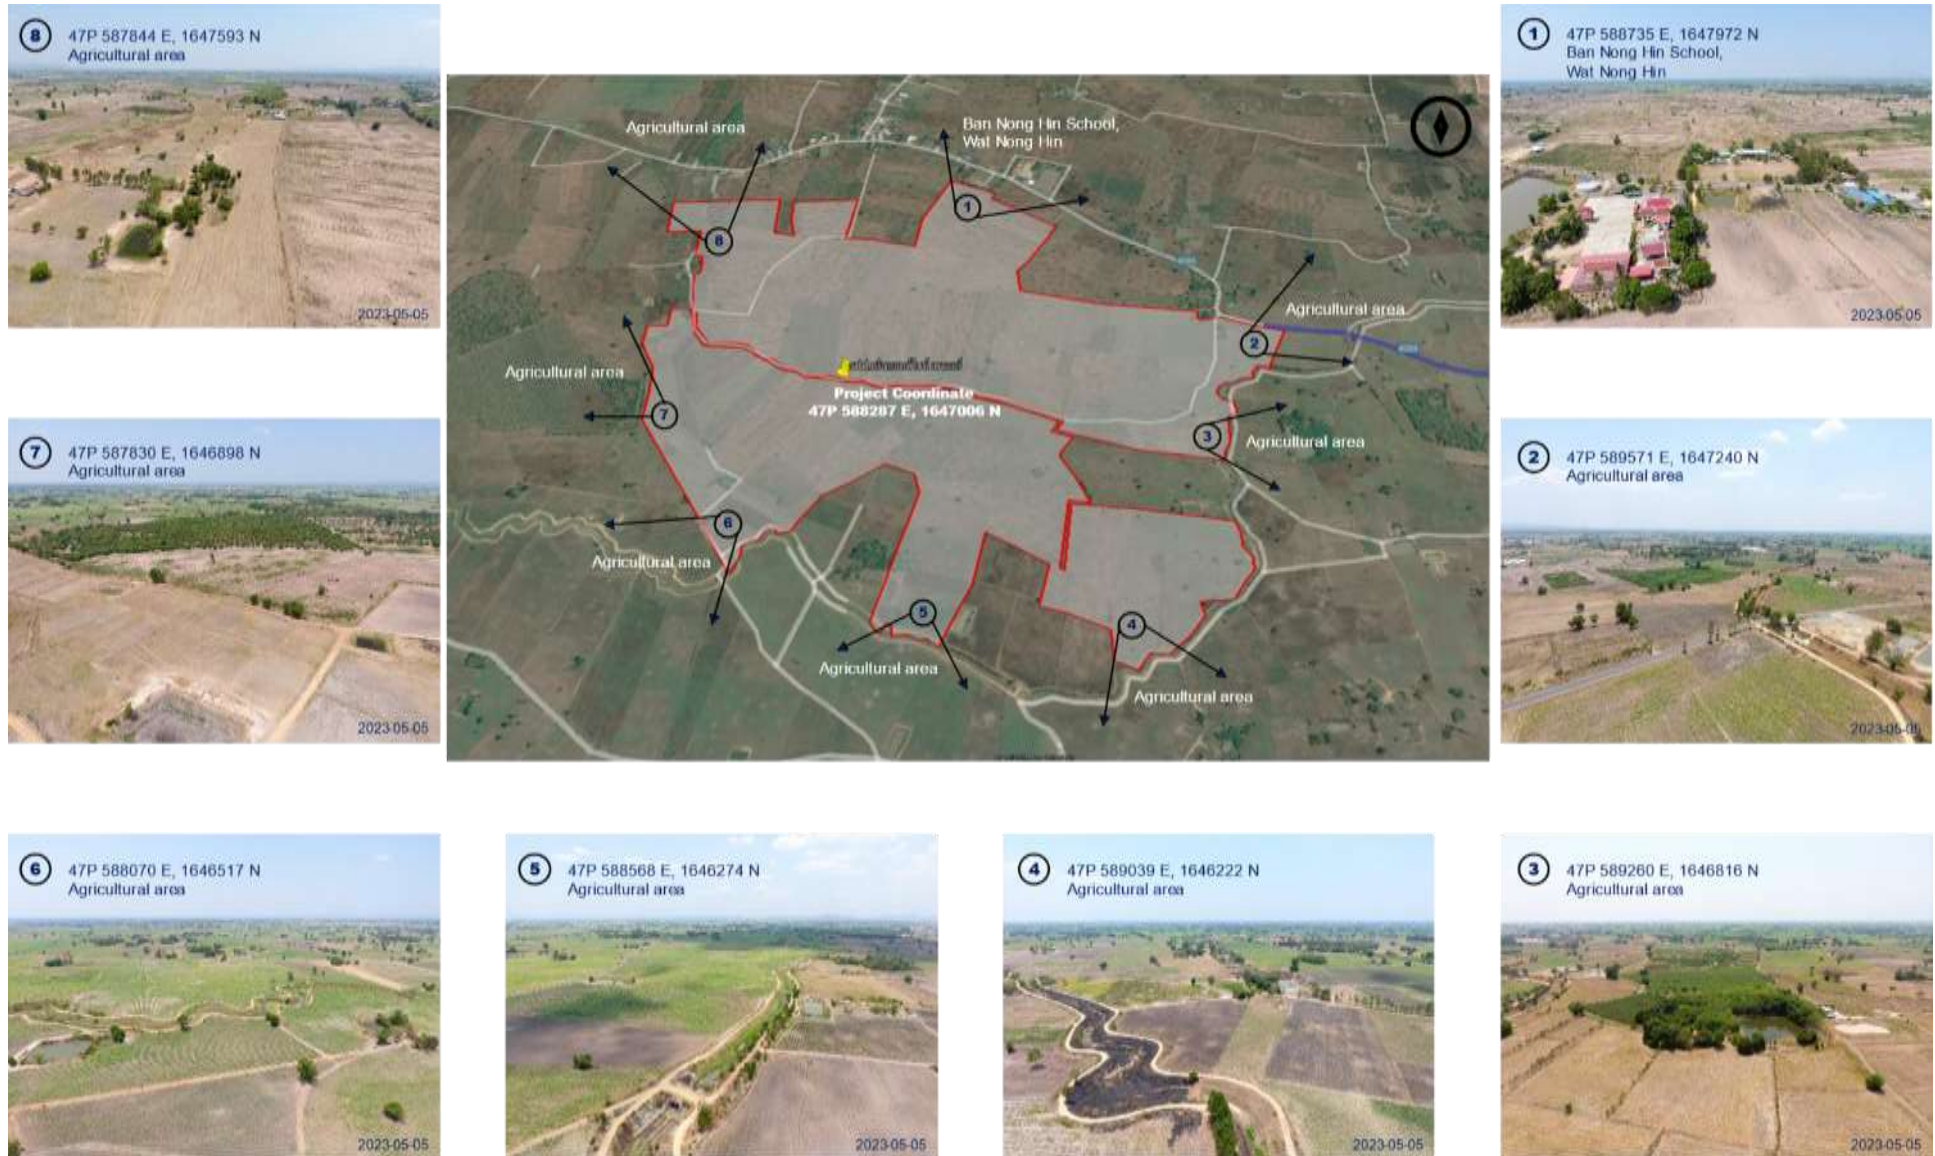 8
47P 587844 E, 1647593 N
Agricultural area
2023-05-05
1
47P 588735 E, 1647972 N
Ban Nong Hin School,
Wat Nong Hin
2023-05-05
Agricultural area
Ban Nong Hin School,
Wat Nong Hin
8
1
Agricultural area
2
Agricultural area
7
Project Coordinate
47P 588287 E, 1647006 N
3
Agricultural area
6
Agricultural area
5
Agricultural area
4
Agricultural area
7
47P 587830 E, 1646898 N
Agricultural area
2023-05-05
2
47P 589571 E, 1647240 N
Agricultural area
2023-05-05
6
47P 588070 E, 1646517 N
Agricultural area
2023-05-05
5
47P 588568 E, 1646274 N
Agricultural area
2023-05-05
4
47P 589039 E, 1646222 N
Agricultural area
2023-05-05
3
47P 589260 E, 1646816 N
Agricultural area
2023-05-05